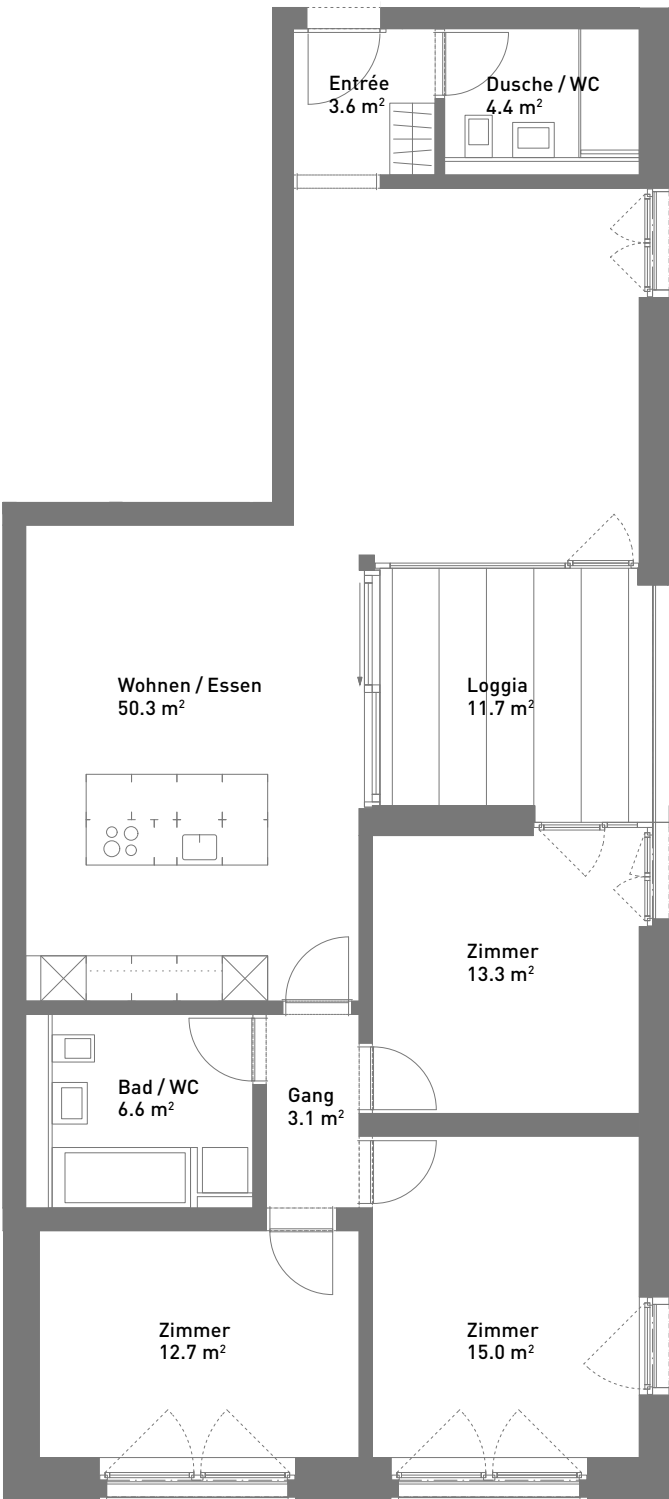 Entrée
3.6 m²
Dusche / WC
4.4 m²
Wohnen / Essen
50.3 m²
Loggia
11.7 m²
Zimmer
13.3 m²
Bad / WC
6.6 m²
Gang
3.1 m²
Zimmer
12.7 m²
Zimmer
15.0 m²